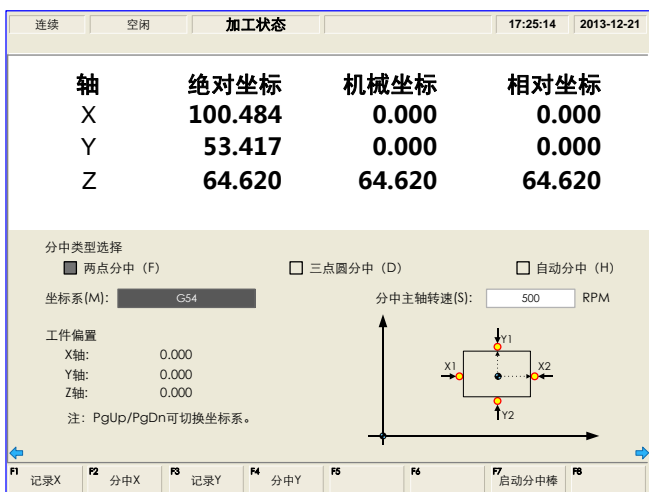 连续 空闲 加工状态 17:25:14 2013-12-21
轴 绝对坐标 机械坐标 相对坐标
X 100.484 0.000 0.000
Y 53.417 0.000 0.000
Z 64.620 64.620 64.620
分中类型选择
两点分中（F） 三点圆分中（D） 自动分中（H）
坐标系(M): G54 分中主轴转速(S): 500 RPM
工件偏置
X轴: 0.000
Y轴: 0.000
Z轴: 0.000
注：PgUp/PgDn可切换坐标系。
Y1
X1 X2
Y2
F1 记录X F2 分中X F3 记录Y F4 分中Y F5 F6 F7 启动分中棒 F8